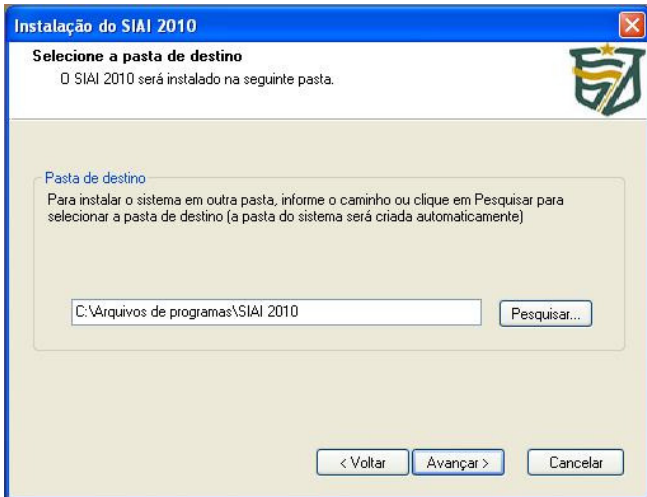 Instalação do SIAI 2010
Selecione a pasta de destino
O SIAI 2010 será instalado na seguinte pasta.
Pasta de destino
Para instalar o sistema em outra pasta, informe o caminho ou clique em Pesquisar para
selecionar a pasta de destino (a pasta do sistema será criada automaticamente)
C:\Arquivos de programas\SIAI 2010
Pesquisar...
< Voltar
Avançar >
Cancelar